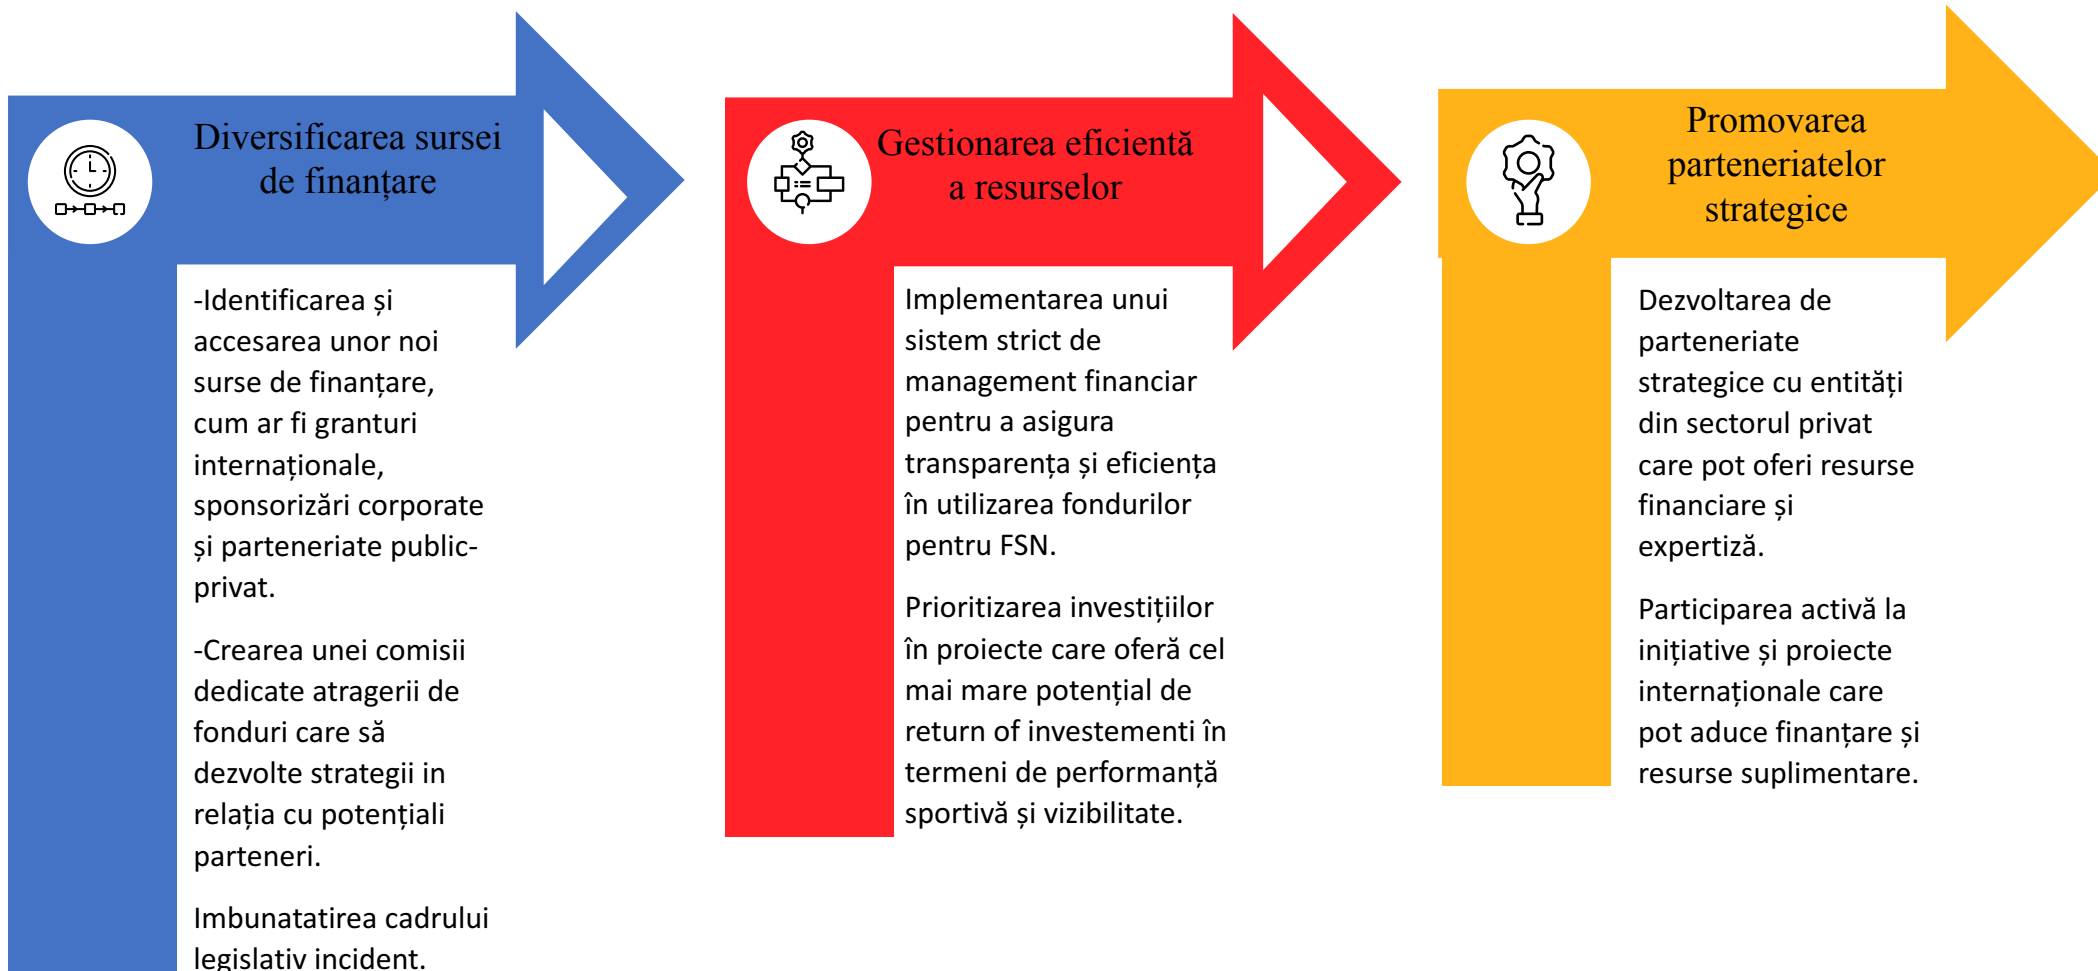 Diversificarea sursei
de finanțare
-Identificarea și
accesarea unor noi
surse de finanțare,
cum ar fi granturi
internaționale,
sponsorizări corporate
și parteneriate public-
privat.
-Crearea unei comisii
dedicate atragerii de
fonduri care să
dezvolte strategii in
relația cu potențiali
parteneri.
Imbunatatirea cadrului
legislativ incident.
Gestionarea eficientă
a resurselor
Implementarea unui
sistem strict de
management financiar
pentru a asigura
transparența și eficiența
în utilizarea fondurilor
pentru FSN.
Prioritizarea investițiilor
în proiecte care oferă cel
mai mare potențial de
return of investementi în
termeni de performanță
sportivă și vizibilitate.
Promovarea
parteneriatelor
strategice
Dezvoltarea de
parteneriate
strategice cu entități
din sectorul privat
care pot oferi resurse
financiare și
expertiză.
Participarea activă la
inițiative și proiecte
internaționale care
pot aduce finanțare și
resurse suplimentare.